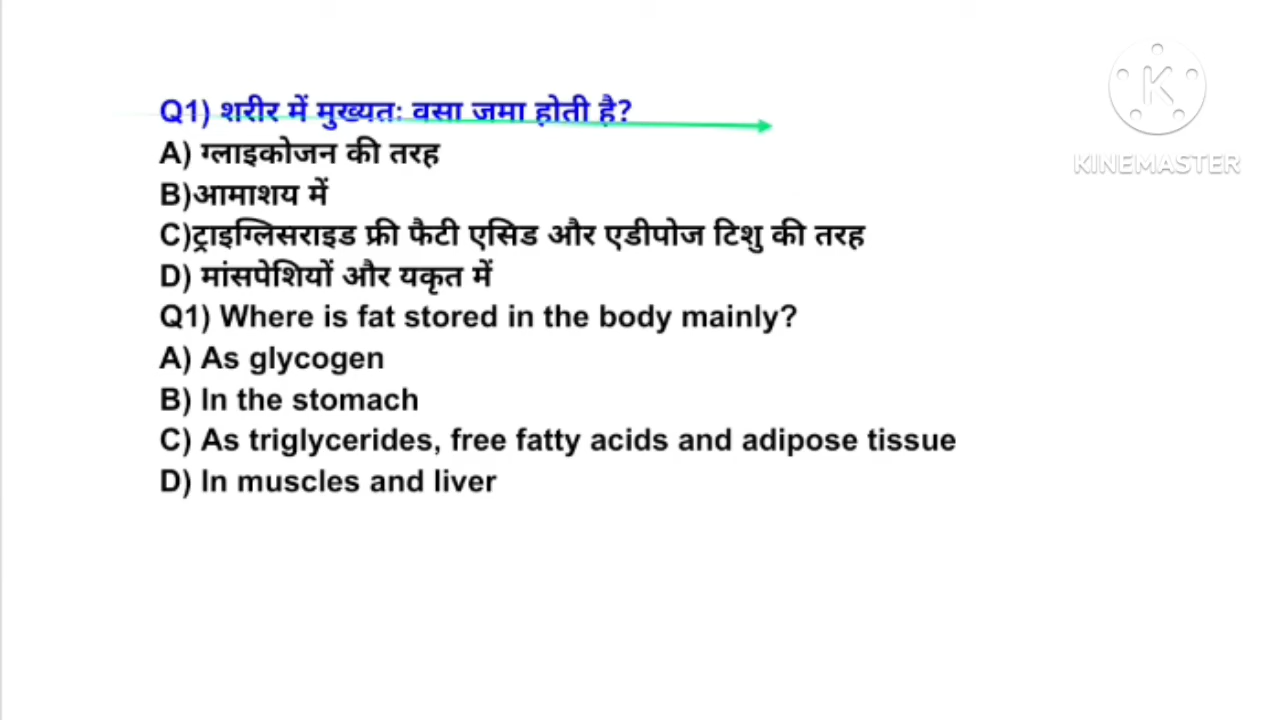 Q1) शरीर में मुख्यतः वसा जमा होती है?
A) ग्लाइकोजन की तरह
B)आमाशय में
C)ट्राइग्लिसराइड फ्री फैटी एसिड और एडीपोज टिशु की तरह
D) मांसपेशियों और यकृत में
Q1) Where is fat stored in the body mainly?
A) As glycogen
B) In the stomach
C) As triglycerides, free fatty acids and adipose tissue
D) In muscles and liver
K
KINEMASTER